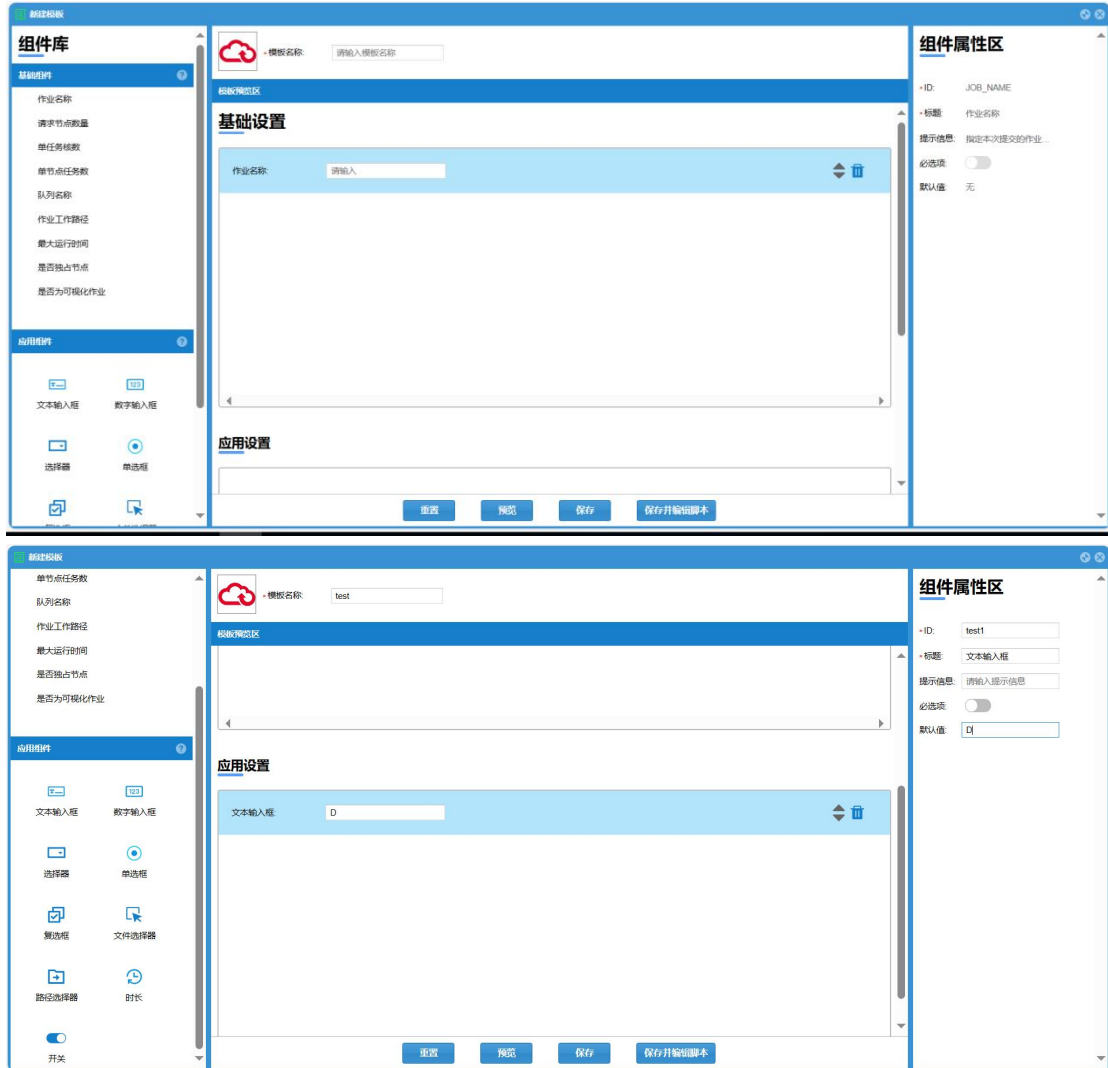 新建模板
组件库
基础组件
作业名称
请求节点数量
单任务核数
单节点任务数
队列名称
作业工作路径
最大运行时间
是否独占节点
是否为可视化作业
应用组件
文本输入框 数字输入框
选择器 单选框
*模板名称: 请输入模板名称
模板预览区
基础设置
作业名称: 请输入
应用设置
重置 预览 保存 保存并编辑脚本
组件属性区
*ID: JOB_NAME
*标题: 作业名称
提示信息: 指定本次提交的作业...
必选项:
默认值: 无
新建模板
单节点任务数
队列名称
作业工作路径
最大运行时间
是否独占节点
是否为可视化作业
应用组件
文本输入框 数字输入框
选择器 单选框
复选框 文件选择器
路径选择器 时长
开关
*模板名称: test
模板预览区
应用设置
文本输入框: D
重置 预览 保存 保存并编辑脚本
组件属性区
*ID: test1
*标题: 文本输入框
提示信息: 请输入提示信息
必选项:
默认值: D